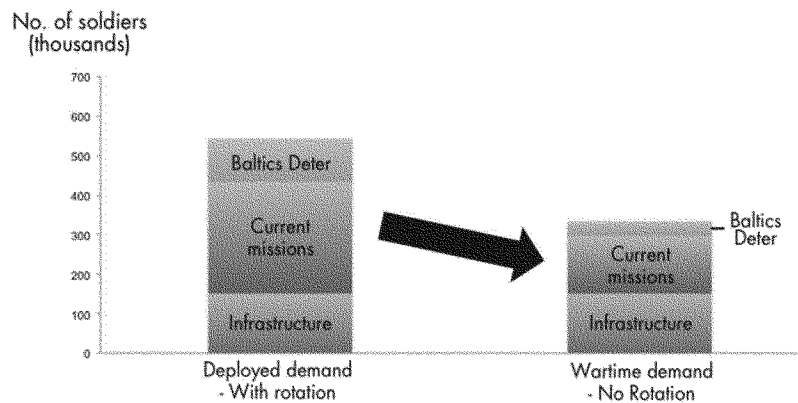 No. of soldiers
(thousands)
700
600
500
400
300
200
100
0
Baltics Deter
Current
missions
Infrastructure
Baltics
Deter
Current
missions
Infrastructure
Deployed demand
- With rotation
Wartime demand
- No Rotation